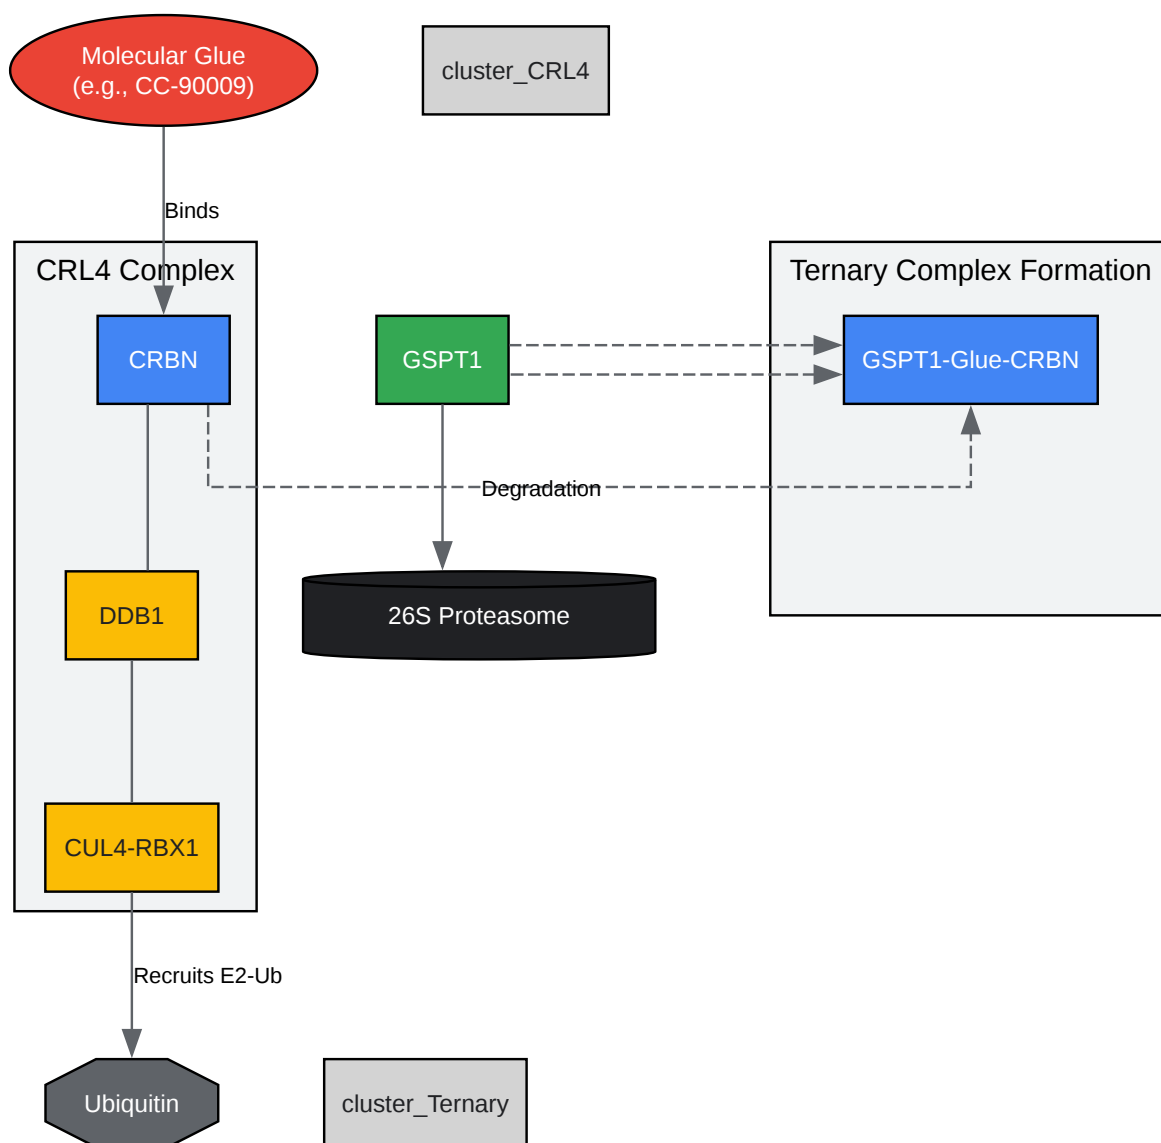 Molecular Glue
(e.g., CC-90009)
cluster_CRL4
Binds
CRL4 Complex
Ternary Complex Formation
CRBN
GSPT1
GSPT1-Glue-CRBN
Degradation
DDB1
26S Proteasome
CUL4-RBX1
Recruits E2-Ub
Ubiquitin
cluster_Ternary